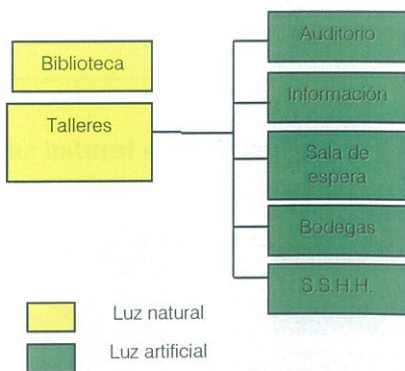 Biblioteca
Talleres
Auditorio
Información
Sala de
espera
Bodegas
S.S.H.H.
Luz natural
Luz artificial